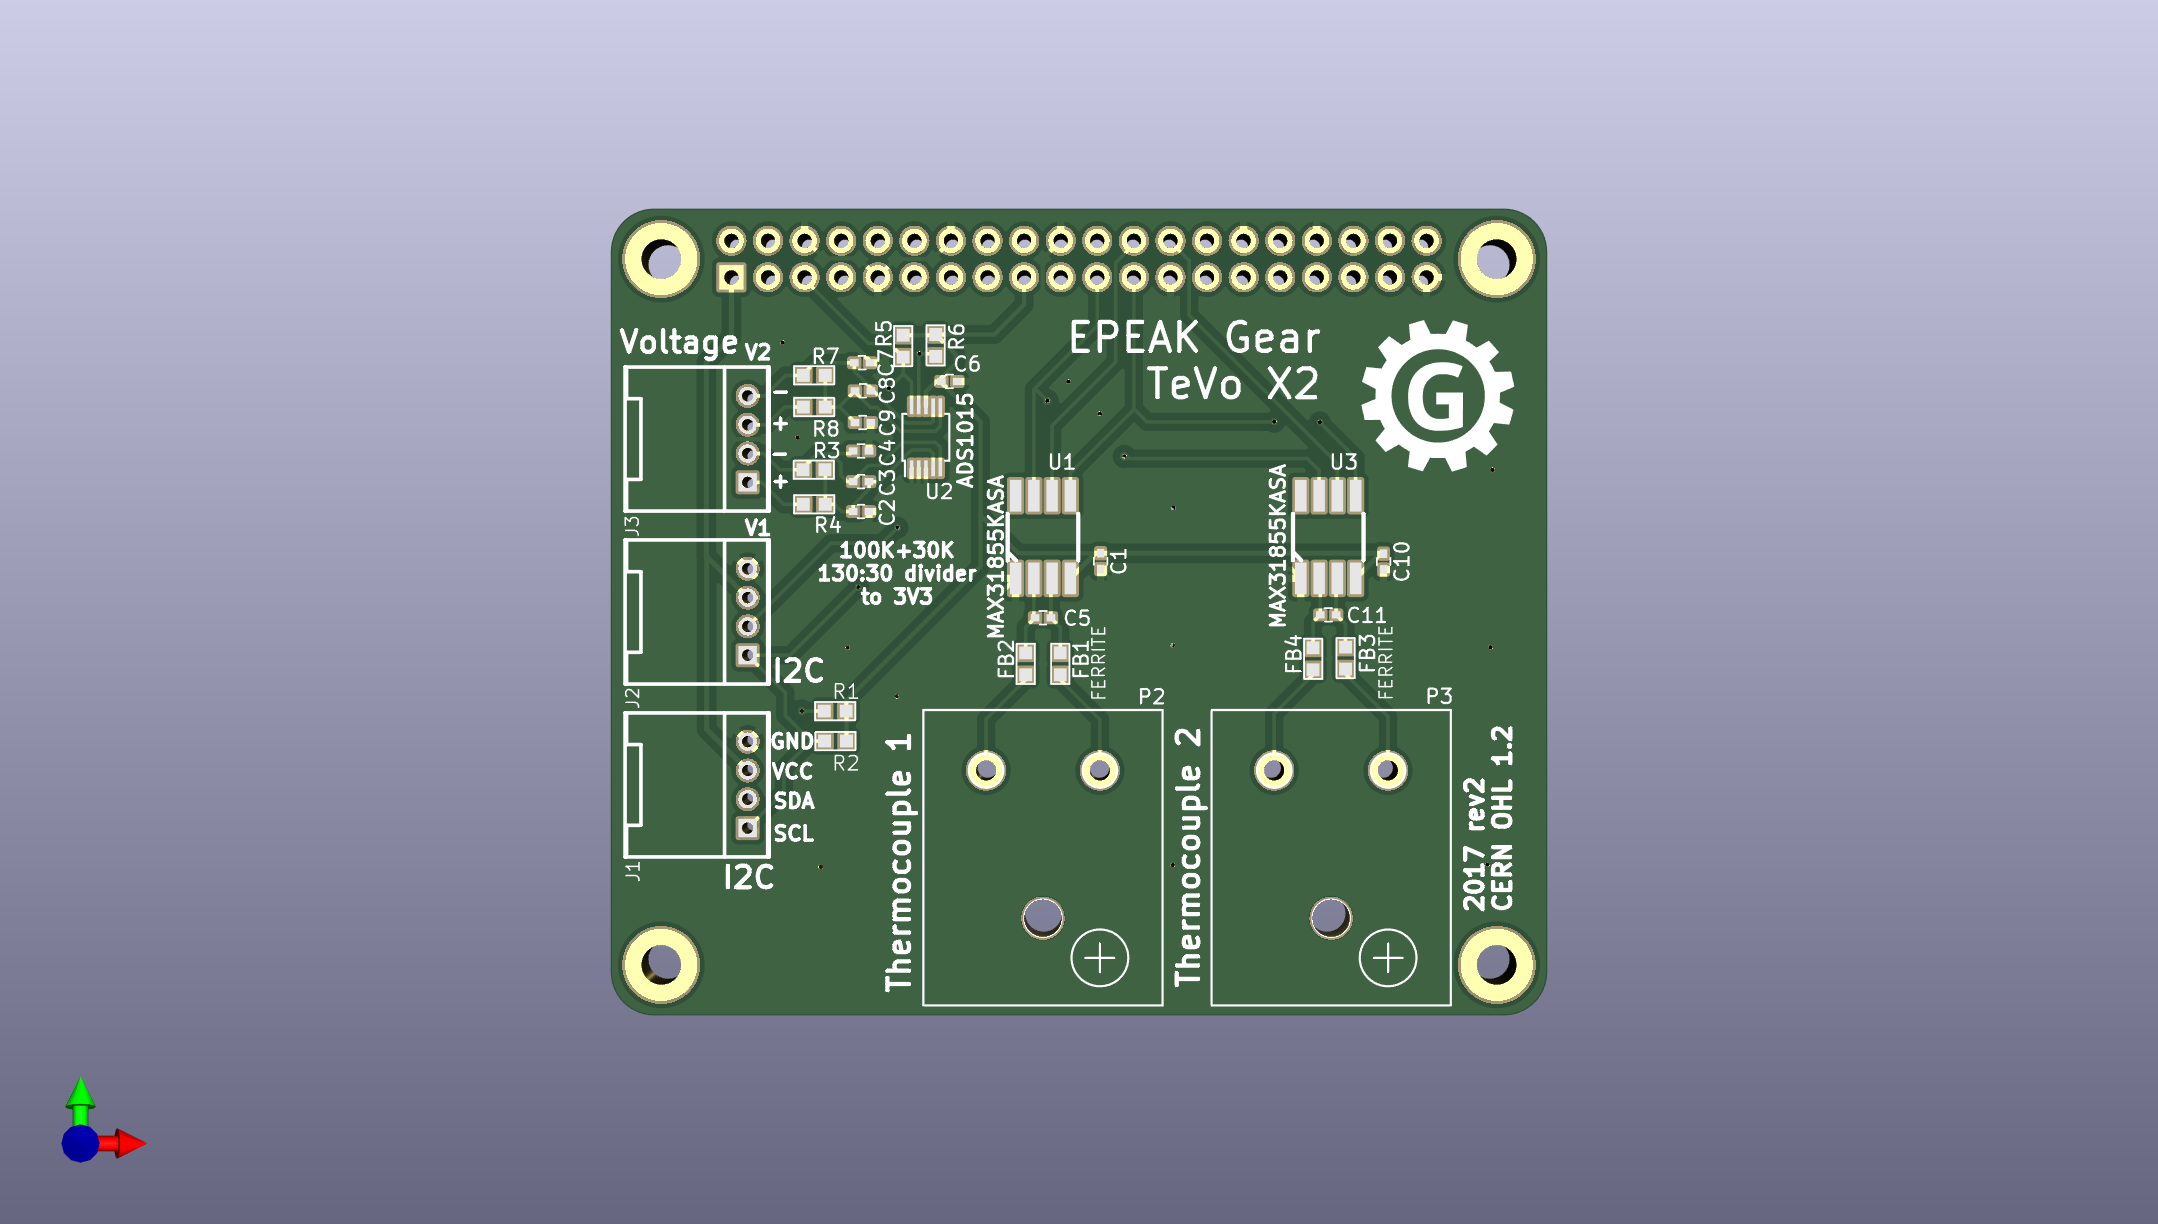 EPEAK Gear
TeVo X2
G
Voltage
V2
-
+
-
+
V1
J3
R7
R8
R3
R4
C7
C8
C9
C4
C3
C2
R5
R6
C6
ADS1015
U2
100K+30K
130:30 divider
to 3V3
U1
MAX31855KASA
C1
C5
FB2
FB1
FERRITE
U3
MAX31855KASA
C10
C11
FB4
FB3
FERRITE
I2C
J2
R1
R2
GND
VCC
SDA
SCL
J1
I2C
P2
Thermocouple 1
P3
Thermocouple 2
2017 rev2
CERN OHL 1.2